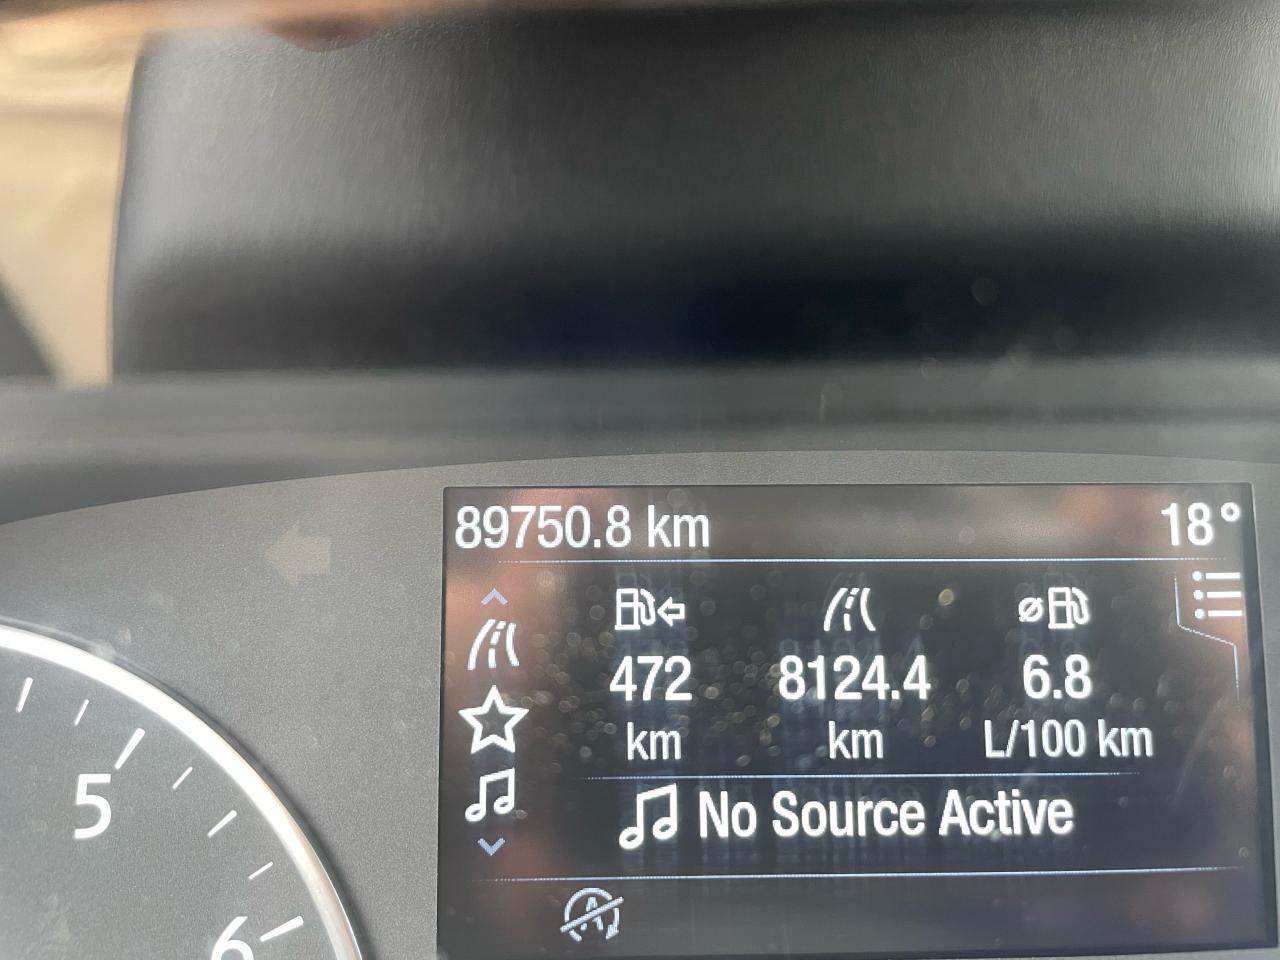 89750.8 km 18°
472 8124.4 6.8
km km L/100 km
No Source Active
A
5
6